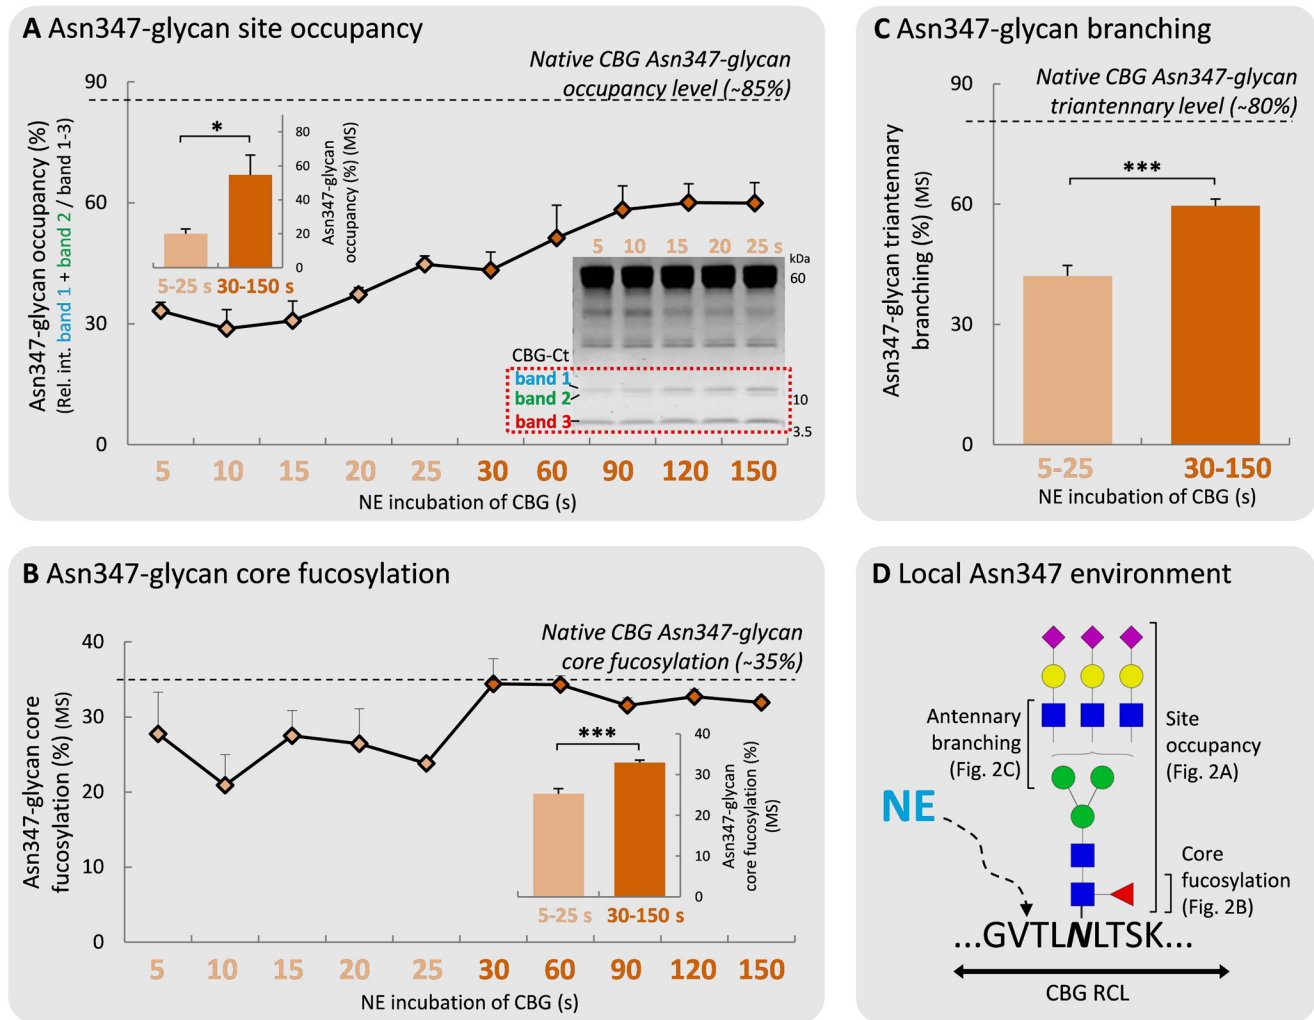 A Asn347-glycan site occupancy
Native CBG Asn347-glycan
occupancy level (~85%)
Asn347-glycan occupancy (%)
(Rel. int. band 1 + band 2 / band 1-3)
90
60
30
0
*
80
60
40
20
0
Asn347-glycan
occupancy (%) (MS)
5-25 s 30-150 s
5 10 15 20 25 s
kDa
60
10
3.5
CBG-Ct
band 1
band 2
band 3
5 10 15 20 25 30 60 90 120 150
NE incubation of CBG (s)
B Asn347-glycan core fucosylation
Native CBG Asn347-glycan
core fucosylation (~35%)
Asn347-glycan core
fucosylation (%) (MS)
40
30
20
10
0
***
40
30
20
10
0
Asn347-glycan
core fucosylation (%)
(MS)
5-25 s 30-150 s
5 10 15 20 25 30 60 90 120 150
NE incubation of CBG (s)
C Asn347-glycan branching
Native CBG Asn347-glycan
triantennary level (~80%)
Asn347-glycan triantennary
branching (%) (MS)
90
60
30
0
***
5-25 30-150
NE incubation of CBG (s)
D Local Asn347 environment
Antennary
branching
(Fig. 2C)
Site
occupancy
(Fig. 2A)
NE
Core
fucosylation
(Fig. 2B)
...GVTLNLTSK...
CBG RCL